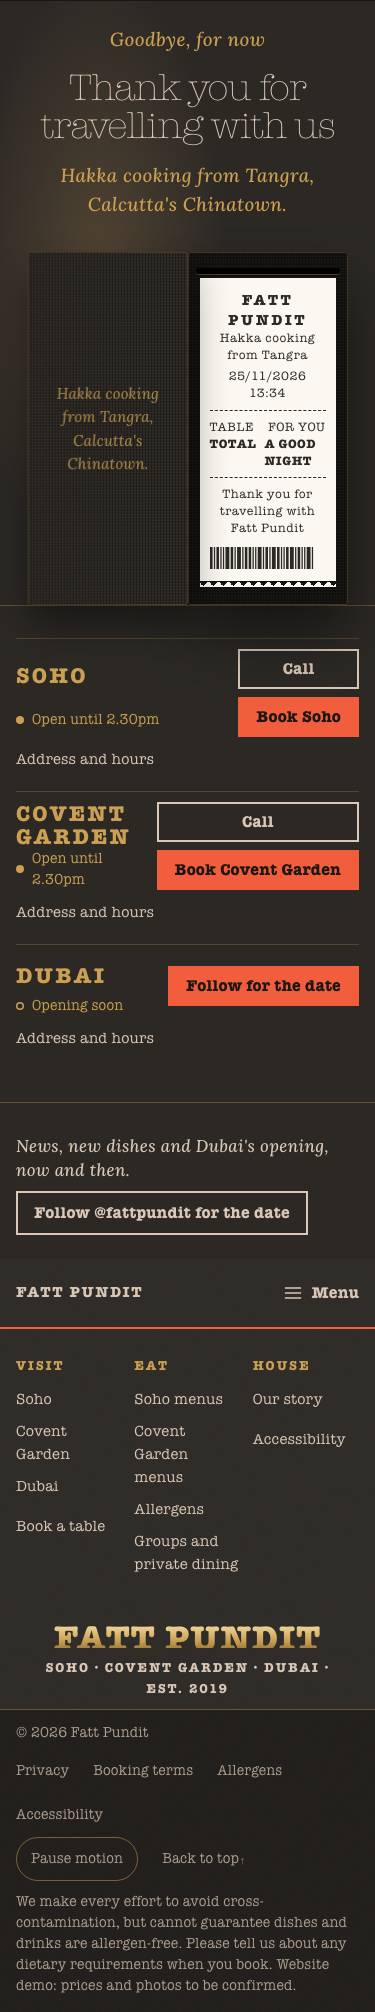 Goodbye, for now
Thank you for
travelling with us
Hakka cooking from Tangra,
Calcutta's Chinatown.
Hakka cooking
from Tangra,
Calcutta's
Chinatown.
FATT
PUNDIT
Hakka cooking
from Tangra
25/11/2026
13:34
TABLE FOR YOU
TOTAL A GOOD
NIGHT
Thank you for
travelling with
Fatt Pundit
SOHO
Call
Open until 2.30pm
Book Soho
Address and hours
COVENT
GARDEN
Call
Open until
2.30pm
Book Covent Garden
Address and hours
DUBAI
Opening soon
Follow for the date
Address and hours
News, new dishes and Dubai's opening,
now and then.
Follow @fattpundit for the date
FATT PUNDIT
Menu
VISIT
Soho
Covent
Garden
Dubai
Book a table
EAT
Soho menus
Covent
Garden
menus
Allergens
Groups and
private dining
HOUSE
Our story
Accessibility
FATT PUNDIT
SOHO · COVENT GARDEN · DUBAI ·
EST. 2019
© 2026 Fatt Pundit
Privacy Booking terms Allergens
Accessibility
Pause motion Back to top↑
We make every effort to avoid cross-
contamination, but cannot guarantee dishes and
drinks are allergen-free. Please tell us about any
dietary requirements when you book. Website
demo: prices and photos to be confirmed.